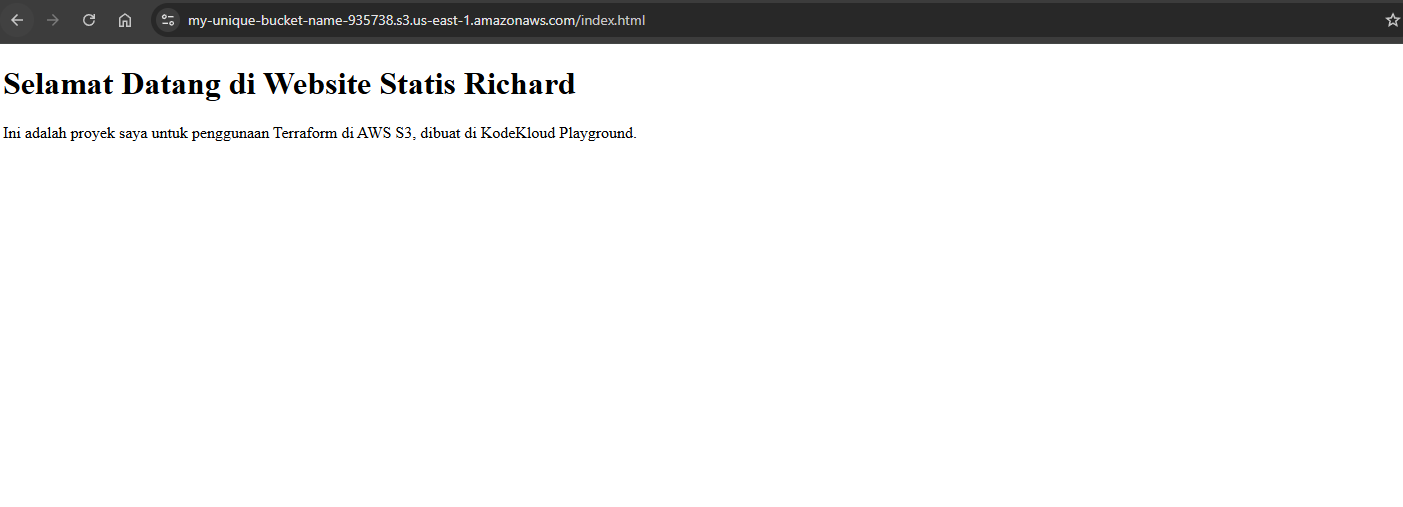 my-unique-bucket-name-935738.s3.us-east-1.amazonaws.com/index.html
Selamat Datang di Website Statis Richard
Ini adalah proyek saya untuk penggunaan Terraform di AWS S3, dibuat di KodeKloud Playground.